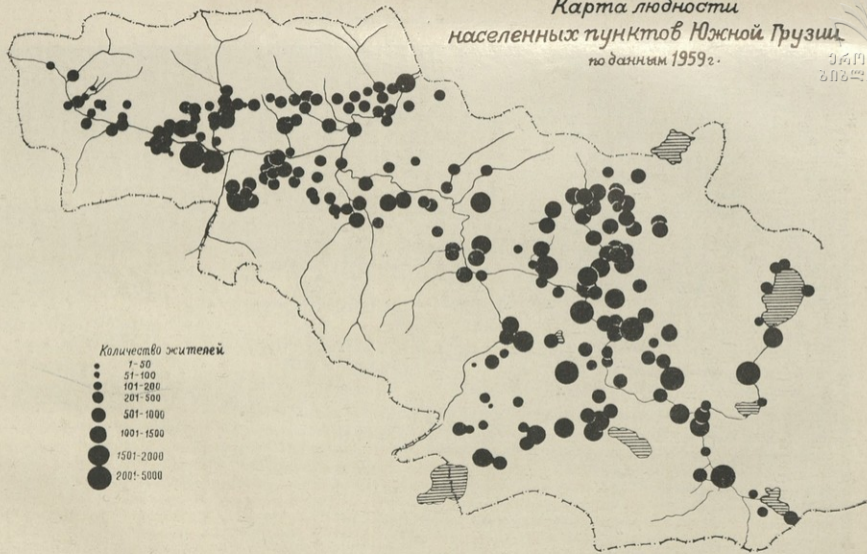 Карта людности
населенных пунктов Южной Грузии
по данным 1959г.
Количество жителей
1-50
51-100
101-200
201-500
501-1000
1001-1500
1501-2000
2001-5000